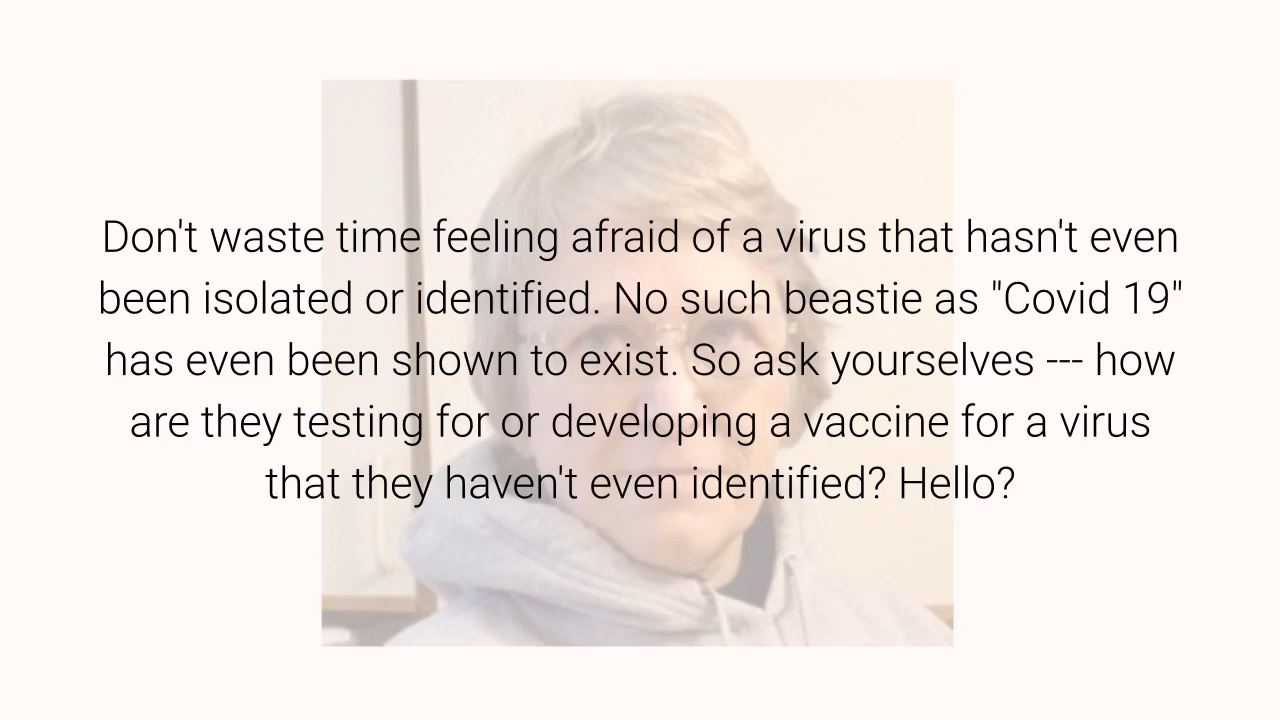 Don't waste time feeling afraid of a virus that hasn't even
been isolated or identified. No such beastie as "Covid 19"
has even been shown to exist. So ask yourselves --- how
are they testing for or developing a vaccine for a virus
that they haven't even identified? Hello?